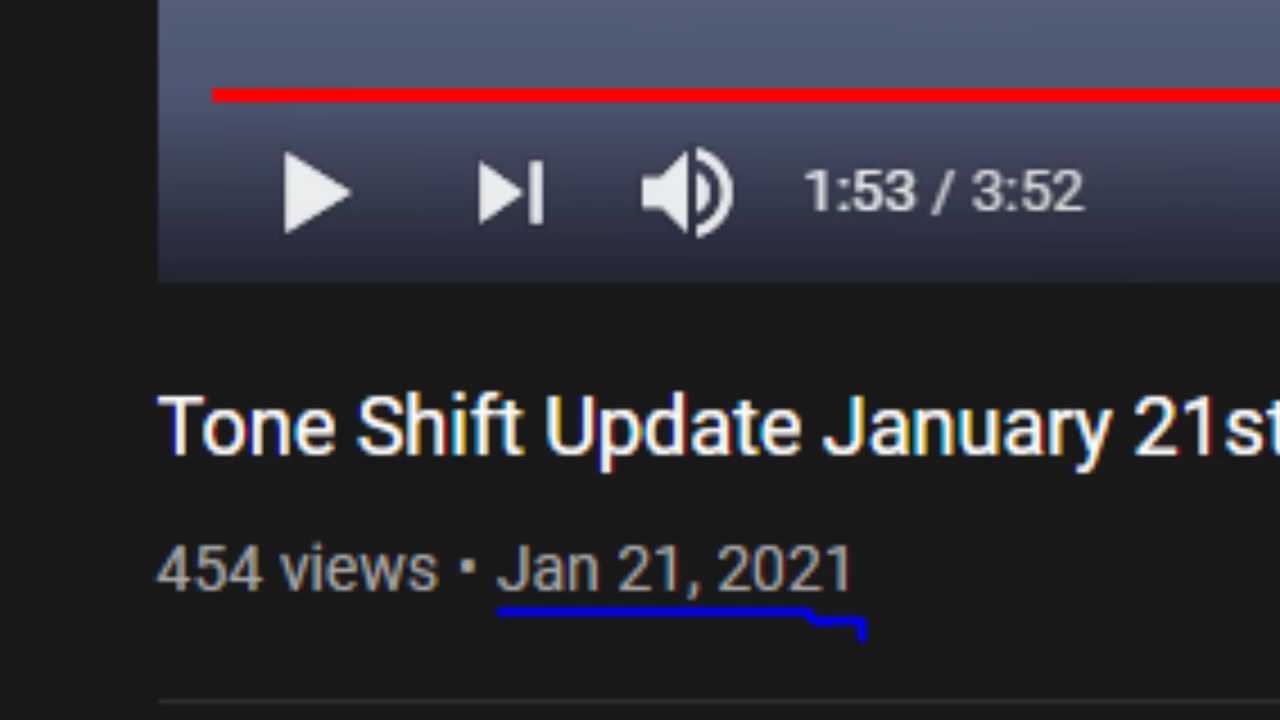 1:53 / 3:52
Tone Shift Update January 21st
454 views • Jan 21, 2021